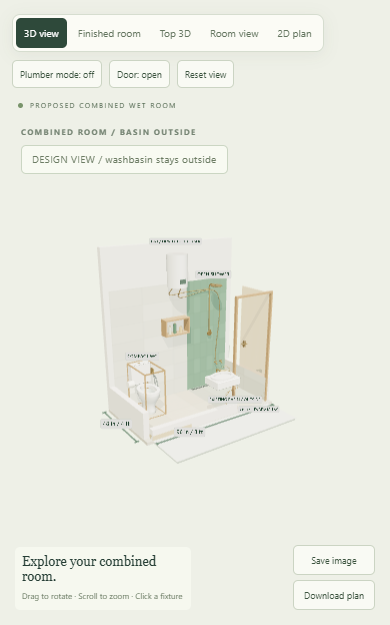 3D view Finished room Top 3D Room view 2D plan
Plumber mode: off Door: open Reset view
PROPOSED COMBINED WET ROOM
COMBINED ROOM / BASIN OUTSIDE
DESIGN VIEW / washbasin stays outside
Explore your combined
room.
Drag to rotate · Scroll to zoom · Click a fixture
Save image
Download plan